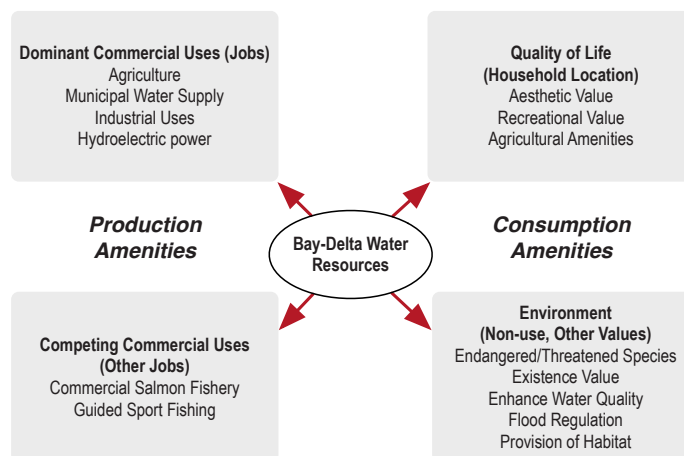 Dominant Commercial Uses (Jobs)
Agriculture
Municipal Water Supply
Industrial Uses
Hydroelectric power
Quality of Life
(Household Location)
Aesthetic Value
Recreational Value
Agricultural Amenities
Production
Amenities
Bay-Delta Water
Resources
Consumption
Amenities
Competing Commercial Uses
(Other Jobs)
Commercial Salmon Fishery
Guided Sport Fishing
Environment
(Non-use, Other Values)
Endangered/Threatened Species
Existence Value
Enhance Water Quality
Flood Regulation
Provision of Habitat